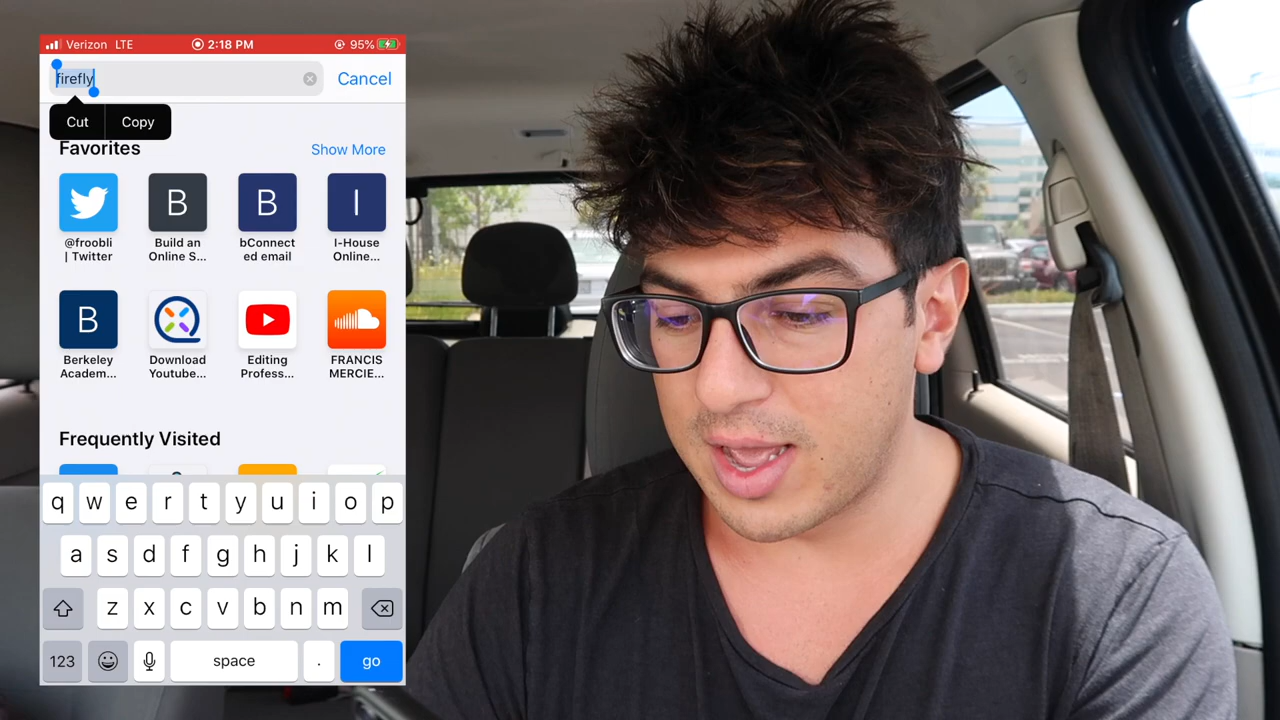 Verizon LTE 2:18 PM 95%
firefly Cancel
Cut Copy
Favorites Show More
B B I
@froobli Build an bConnect I-House
| Twitter Online S... ed email Online...
B
Berkeley Download Editing FRANCIS
Academ... Youtube... Profess... MERCIE...
Frequently Visited
q w e r t y u i o p
a s d f g h j k l
z x c v b n m
123 space . go